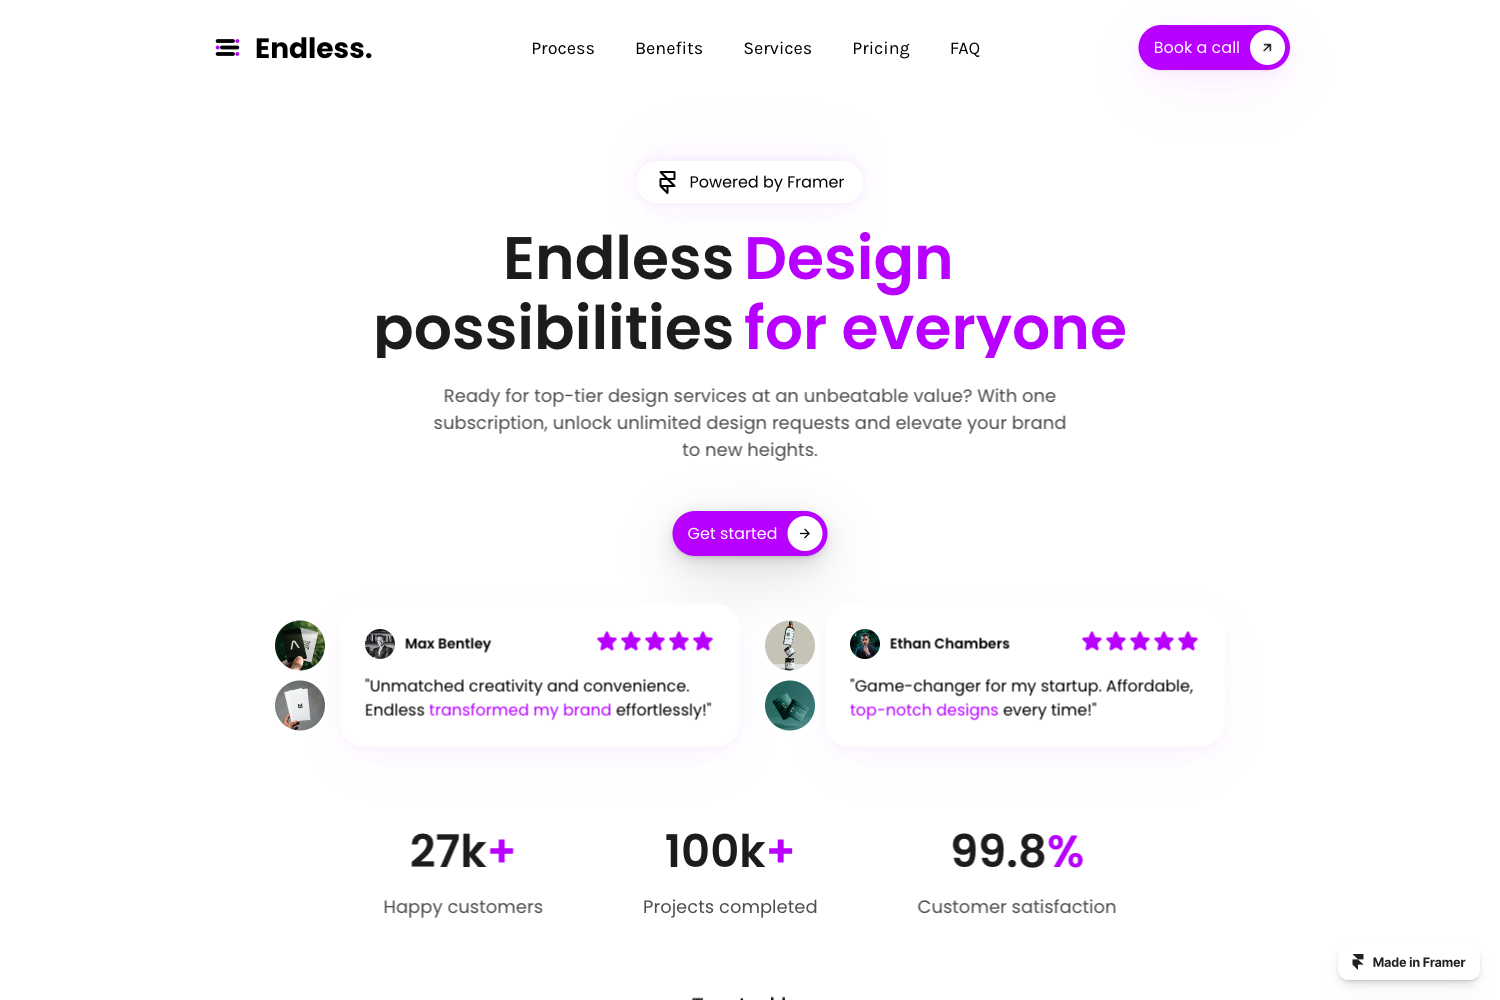 Endless.
Process
Benefits
Services
Pricing
FAQ
Book a call
Powered by Framer
Endless Design
possibilities for everyone
Ready for top-tier design services at an unbeatable value? With one
subscription, unlock unlimited design requests and elevate your brand
to new heights.
Get started
Max Bentley
"Unmatched creativity and convenience.
Endless transformed my brand effortlessly!"
Ethan Chambers
"Game-changer for my startup. Affordable,
top-notch designs every time!"
27k+
Happy customers
100k+
Projects completed
99.8%
Customer satisfaction
Made in Framer